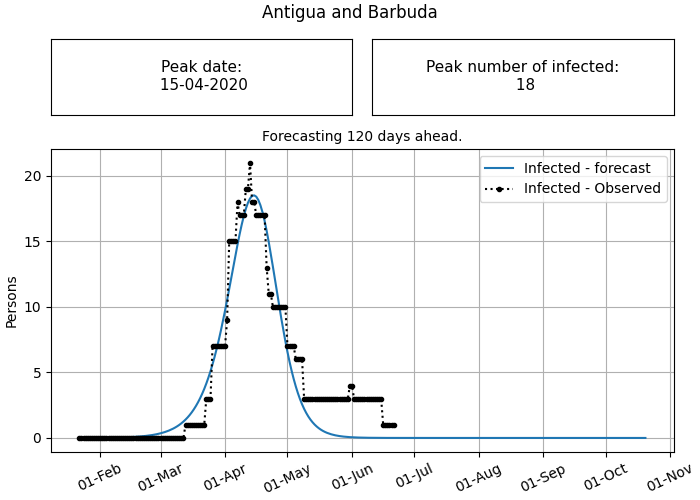 Antigua and Barbuda
Peak date:
15-04-2020
Peak number of infected:
18
Forecasting 120 days ahead.
Infected - forecast
Infected - Observed
Persons
20
15
10
5
0
01-Feb
01-Mar
01-Apr
01-May
01-Jun
01-Jul
01-Aug
01-Sep
01-Oct
01-Nov